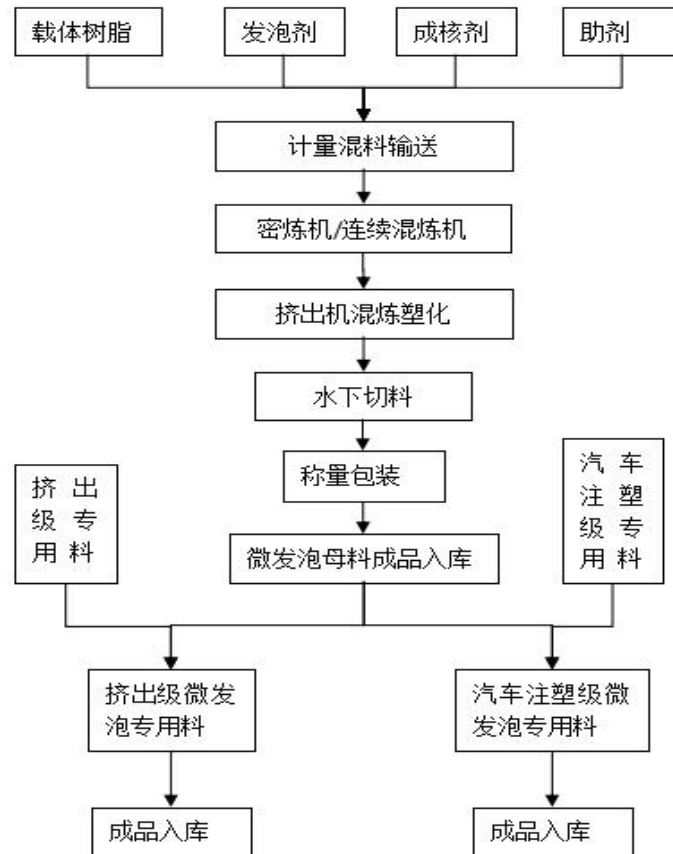 载体树脂
发泡剂
成核剂
助剂
计量混料输送
密炼机/连续混炼机
挤出机混炼塑化
水下切料
称量包装
挤出
级专
用料
汽车
注塑
级专
用料
微发泡母料成品入库
挤出级微发
泡专用料
汽车注塑级微
发泡专用料
成品入库
成品入库